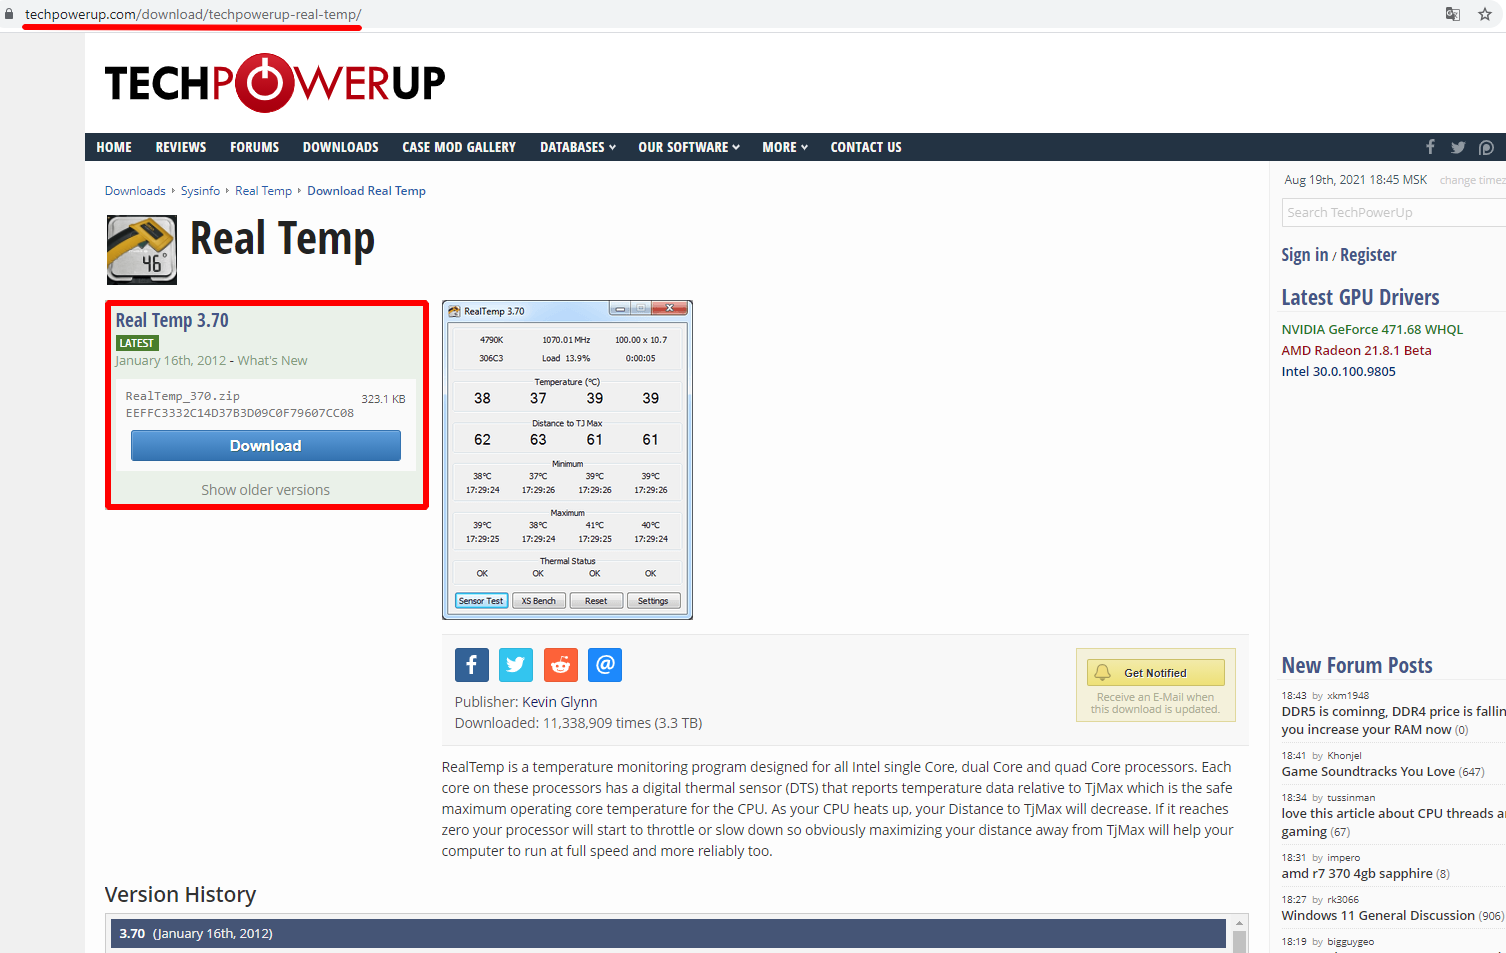 techpowerup.com/download/techpowerup-real-temp/
TECHPOWERUP
HOME REVIEWS FORUMS DOWNLOADS CASE MOD GALLERY DATABASES OUR SOFTWARE MORE CONTACT US
Downloads Sysinfo Real Temp Download Real Temp
46°
Real Temp
Real Temp 3.70
LATEST
January 16th, 2012 - What's New
RealTemp_370.zip 323.1 KB
EEFFC3332C14D37B3D09C0F79607CC08
Download
Show older versions
RealTemp 3.70
4790K 1070.01 MHz 100.00 x 10.7
306C3 Load 13.9% 0:00:05
Temperature (°C)
38 37 39 39
Distance to TJ Max
62 63 61 61
Minimum
38°C 37°C 39°C 39°C
17:29:24 17:29:26 17:29:26 17:29:26
Maximum
39°C 38°C 41°C 40°C
17:29:25 17:29:24 17:29:25 17:29:24
Thermal Status
OK OK OK OK
Sensor Test XS Bench Reset Settings
Publisher: Kevin Glynn
Downloaded: 11,338,909 times (3.3 TB)
Get Notified
Receive an E-Mail when
this download is updated.
RealTemp is a temperature monitoring program designed for all Intel single Core, dual Core and quad Core processors. Each
core on these processors has a digital thermal sensor (DTS) that reports temperature data relative to TjMax which is the safe
maximum operating core temperature for the CPU. As your CPU heats up, your Distance to TjMax will decrease. If it reaches
zero your processor will start to throttle or slow down so obviously maximizing your distance away from TjMax will help your
computer to run at full speed and more reliably too.
Version History
3.70 (January 16th, 2012)
Aug 19th, 2021 18:45 MSK change timez
Search TechPowerUp
Sign in / Register
Latest GPU Drivers
NVIDIA GeForce 471.68 WHQL
AMD Radeon 21.8.1 Beta
Intel 30.0.100.9805
New Forum Posts
18:43 by xkm1948
DDR5 is cominng, DDR4 price is fallin
you increase your RAM now (0)
18:41 by Khonjel
Game Soundtracks You Love (647)
18:34 by tussinman
love this article about CPU threads a
gaming (67)
18:31 by impero
amd r7 370 4gb sapphire (8)
18:27 by rk3066
Windows 11 General Discussion (906)
18:19 by bigguygeo